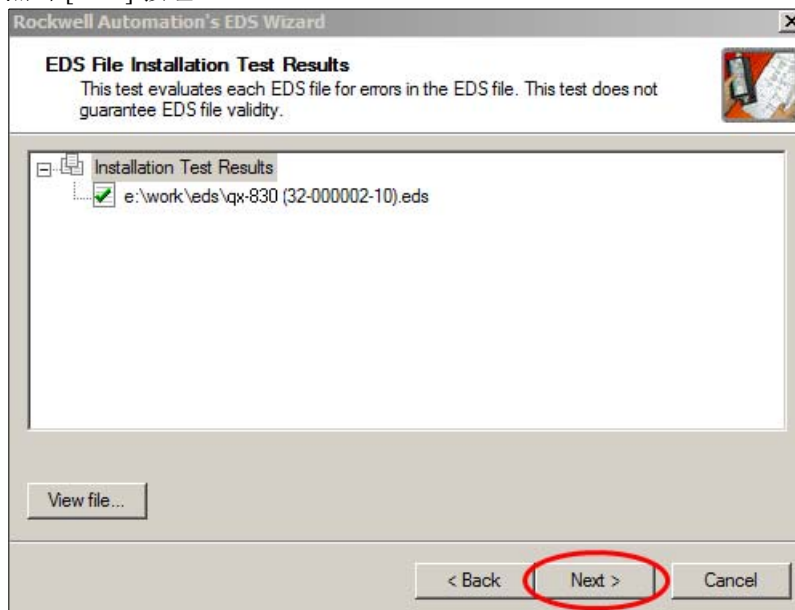 Rockwell Automation's EDS Wizard
EDS File Installation Test Results
This test evaluates each EDS file for errors in the EDS file. This test does not
guarantee EDS file validity.
Installation Test Results
e:\work\eds\qx-830 (32-000002-10).eds
View file...
< Back
Next >
Cancel